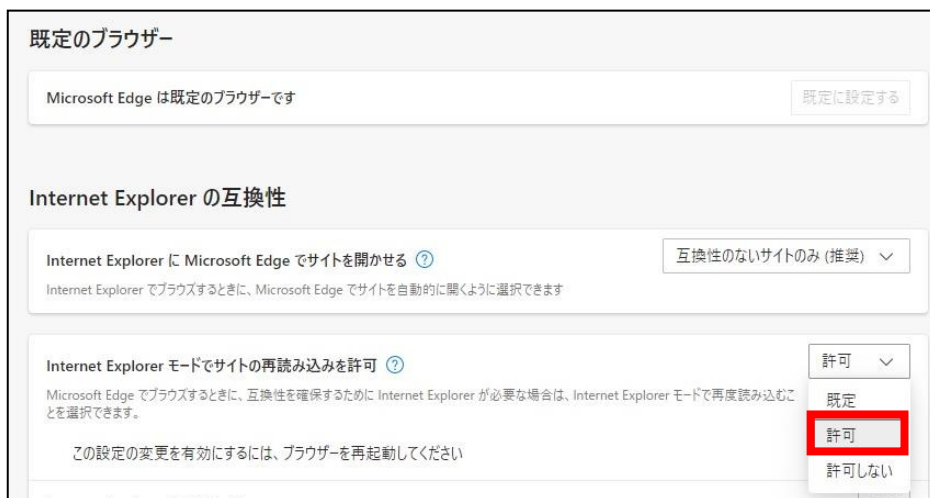 既定のブラウザー
Microsoft Edge は既定のブラウザーです
既定に設定する
Internet Explorer の互換性
Internet Explorer に Microsoft Edge でサイトを開かせる
互換性のないサイトのみ (推奨)
Internet Explorer でブラウズするときに、Microsoft Edge でサイトを自動的に開くように選択できます
Internet Explorer モードでサイトの再読み込みを許可
許可
Microsoft Edge でブラウズするときに、互換性を確保するために Internet Explorer が必要な場合は、Internet Explorer モードで再度読み込むこ
とを選択できます。
既定
許可
この設定の変更を有効にするには、ブラウザーを再起動してください
許可しない